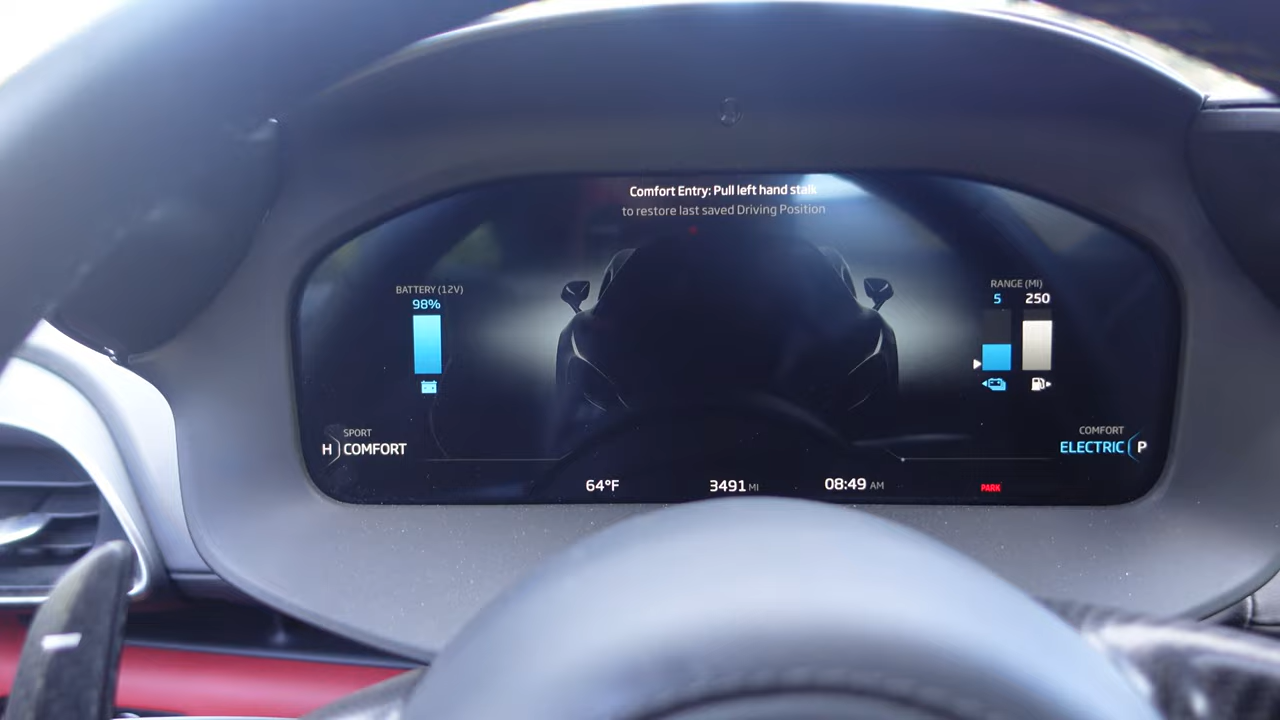 Comfort Entry: Pull left hand stalk
to restore last saved Driving Position
BATTERY (12V)
98%
RANGE (MI)
5 250
SPORT
H COMFORT
COMFORT
ELECTRIC P
64°F
3491 MI
08:49 AM
PARK